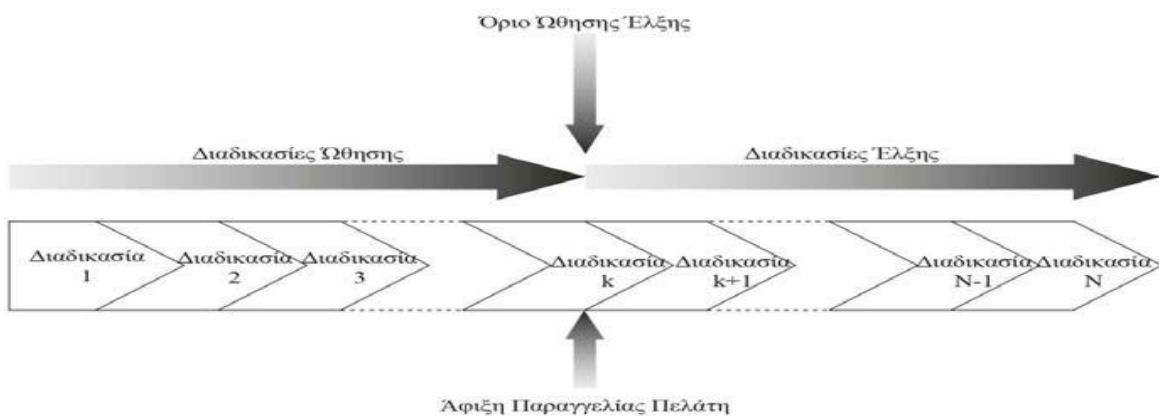 Όριο Ώθησης Έλξης
Διαδικασίες Ώθησης
Διαδικασίες Έλξης
Διαδικασία
1
Διαδικασία
2
Διαδικασία
3
Διαδικασία
k
Διαδικασία
k+1
Διαδικασία
N-1
Διαδικασία
N
Άφιξη Παραγγελίας Πελάτη